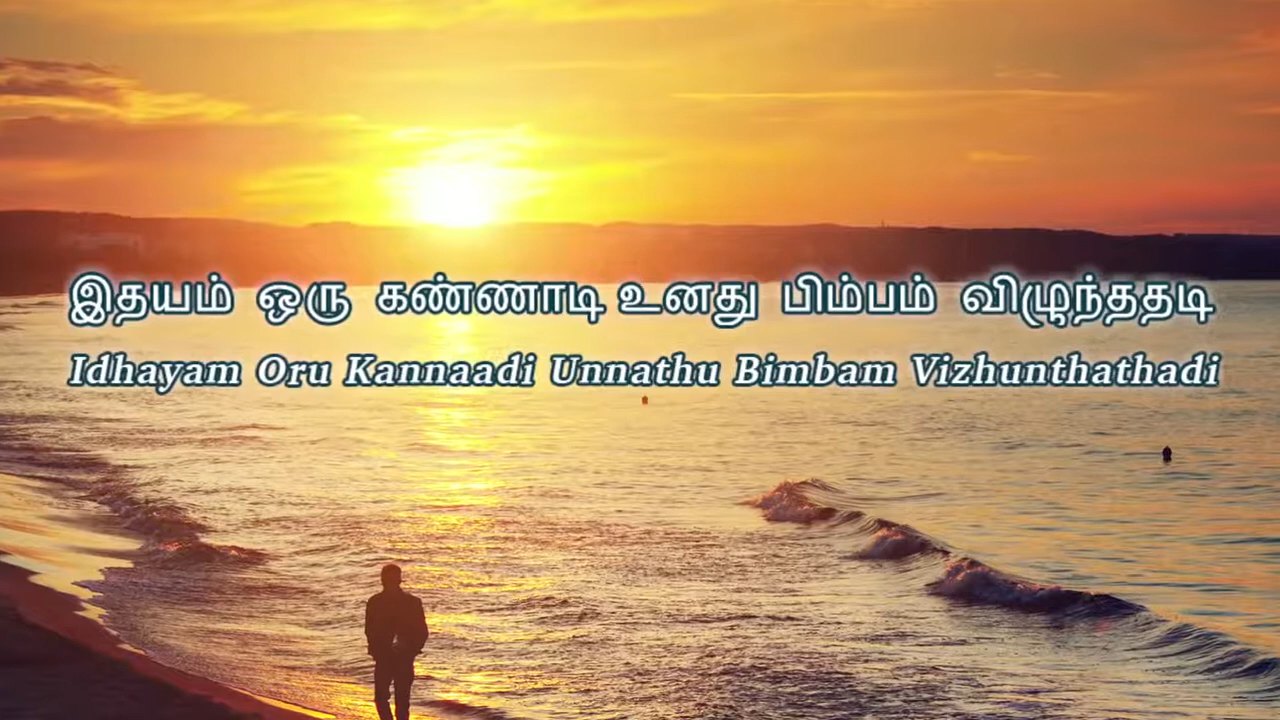 இதயம் ஒரு கண்ணாடி உனது பிம்பம் விழுந்ததடி
Idhayam Oru Kannaadi Unnathu Bimbam Vizhunthathadi